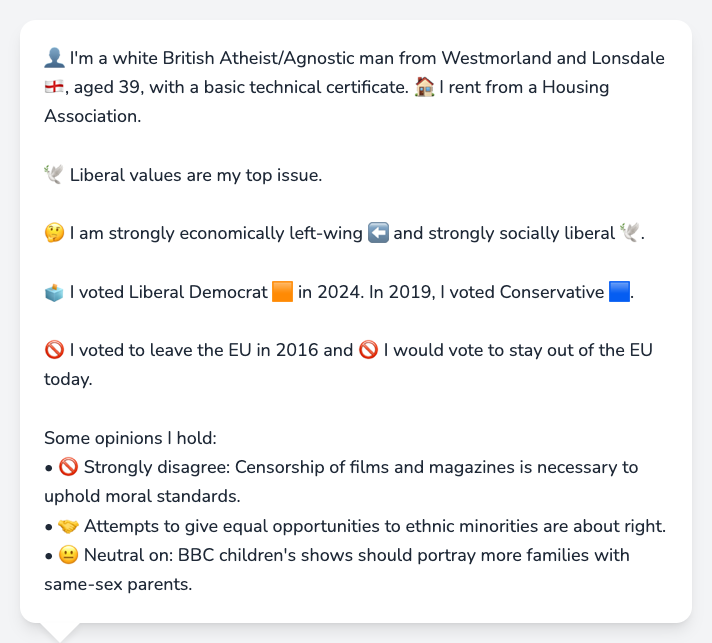 👤 I'm a white British Atheist/Agnostic man from Westmorland and Lonsdale
🏴󠁧󠁢󠁥󠁮󠁧󠁿, aged 39, with a basic technical certificate. 🏠 I rent from a Housing
Association.
🕊️ Liberal values are my top issue.
🤔 I am strongly economically left-wing ⬅️ and strongly socially liberal 🕊️.
🗳️ I voted Liberal Democrat 🟧 in 2024. In 2019, I voted Conservative 🟦.
🚫 I voted to leave the EU in 2016 and 🚫 I would vote to stay out of the EU
today.
Some opinions I hold:
• 🚫 Strongly disagree: Censorship of films and magazines is necessary to
uphold moral standards.
• 🤝 Attempts to give equal opportunities to ethnic minorities are about right.
• 😐 Neutral on: BBC children's shows should portray more families with
same-sex parents.